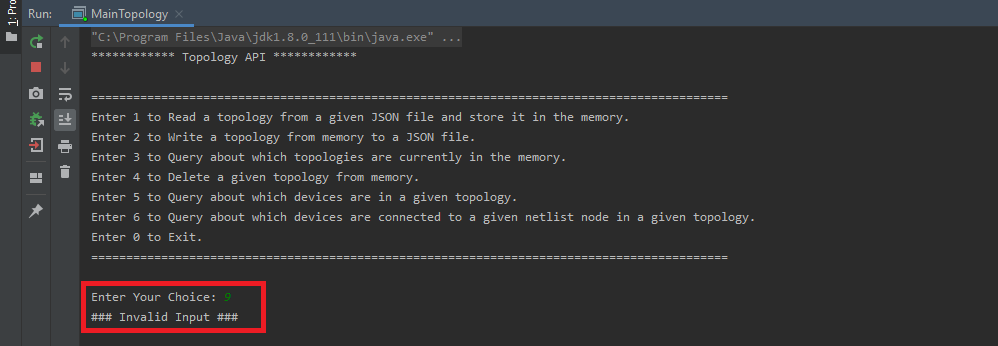 Run: MainTopology ×
1: Pro
"C:\Program Files\Java\jdk1.8.0_111\bin\java.exe" ...
************ Topology API ************
===========================================================================================
Enter 1 to Read a topology from a given JSON file and store it in the memory.
Enter 2 to Write a topology from memory to a JSON file.
Enter 3 to Query about which topologies are currently in the memory.
Enter 4 to Delete a given topology from memory.
Enter 5 to Query about which devices are in a given topology.
Enter 6 to Query about which devices are connected to a given netlist node in a given topology.
Enter 0 to Exit.
===========================================================================================
Enter Your Choice: 9
### Invalid Input ###